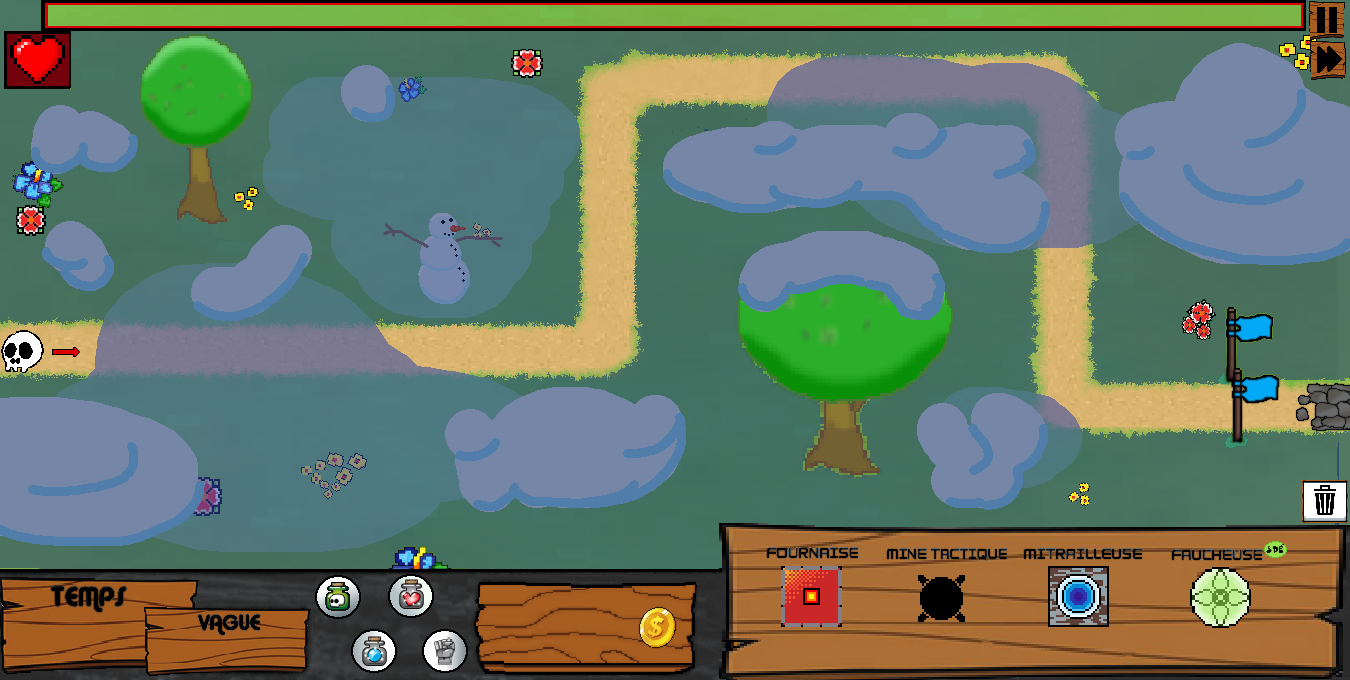 FOURNAISE
MINE TACTIQUE
MITRAILLEUSE
FAUCHEUSE
TEMPS
VAGUE
$